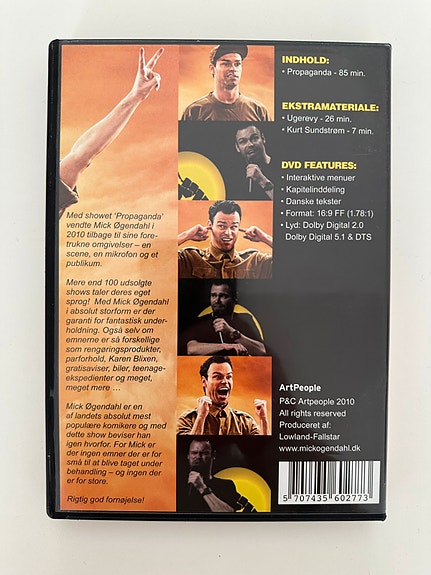 Med showet 'Propaganda'
vendte Mick Øgendahl i
2010 tilbage til sine fore-
trukne omgivelser – en
scene, en mikrofon og et
publikum.
Mere end 100 udsolgte
shows taler deres eget
sprog! Med Mick Øgendahl
i absolut storform er der
garanti for fantastisk under-
holdning. Også selv om
emnerne er så forskellige
som rengøringsprodukter,
parforhold, Karen Blixen,
gratisaviser, biler, teenage-
ekspedienter og meget,
meget mere ...
Mick Øgendahl er en
af landets absolut mest
populære komikere og med
dette show beviser han
igen hvorfor. For Mick er
der ingen emner der er for
små til at blive taget under
behandling – og ingen der
er for store.
Rigtig god fornøjelse!
INDHOLD:
• Propaganda - 85 min.
EKSTRAMATERIALE:
• Ugerevy - 26 min.
• Kurt Sundstrøm - 7 min.
DVD FEATURES:
• Interaktive menuer
• Kapitelinddeling
• Danske tekster
• Format: 16:9 FF (1.78:1)
• Lyd: Dolby Digital 2.0
Dolby Digital 5.1 & DTS
ArtPeople
P&C Artpeople 2010
All rights reserved
Produceret af:
Lowland-Fallstar
www.mickogendahl.dk
5 707435 602773